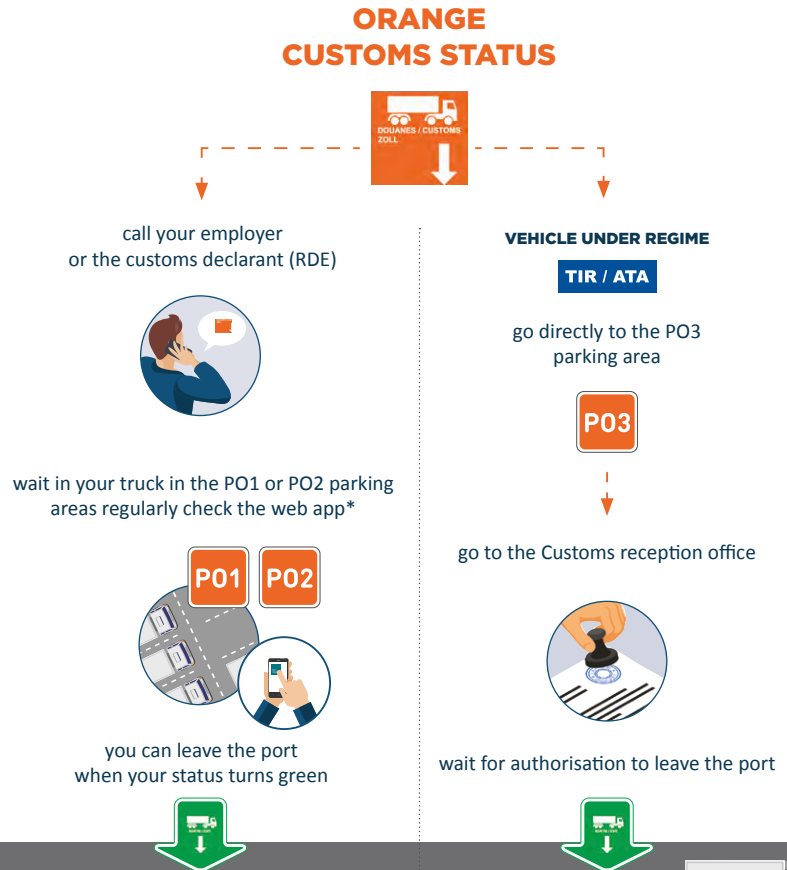 ORANGE
CUSTOMS STATUS
DOUANES / CUSTOMS
ZOLL
call your employer
or the customs declarant (RDE)
wait in your truck in the PO1 or PO2 parking
areas regularly check the web app*
PO1 PO2
you can leave the port
when your status turns green
VEHICLE UNDER REGIME
TIR / ATA
go directly to the PO3
parking area
PO3
go to the Customs reception office
wait for authorisation to leave the port